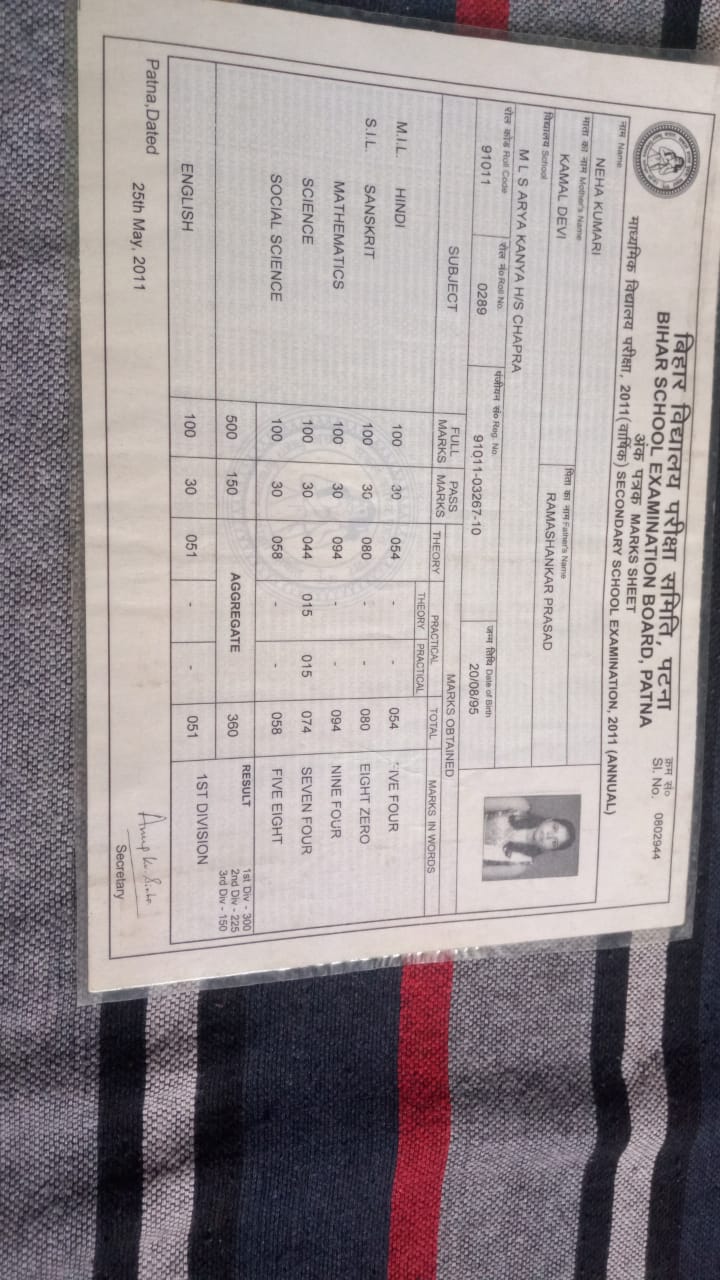 बिहार विद्यालय परीक्षा समिति, पटना
BIHAR SCHOOL EXAMINATION BOARD, PATNA
क्रम सं०
Sl. No. 0802944
अंक पत्रक MARKS SHEET
माध्यमिक विद्यालय परीक्षा, 2011(वार्षिक) SECONDARY SCHOOL EXAMINATION, 2011 (ANNUAL)
नाम Name
NEHA KUMARI
माता का नाम Mother's Name पिता का नाम Father's Name
KAMAL DEVI RAMASHANKAR PRASAD
विद्यालय School
M L S ARYA KANYA H/S CHAPRA
रोल कोड Roll Code रोल नं० Roll No. पंजीयन सं० Reg. No. जन्म तिथि Date of Birth
91011 0289 91011-03267-10 20/08/95
SUBJECT FULL MARKS PASS MARKS MARKS OBTAINED
THEORY PRACTICAL TOTAL MARKS IN WORDS
THEORY PRACTICAL
M.I.L. HINDI 100 30 054 - - 054 FIVE FOUR
S.I.L. SANSKRIT 100 30 080 - - 080 EIGHT ZERO
MATHEMATICS 100 30 094 - - 094 NINE FOUR
SCIENCE 100 30 044 015 015 074 SEVEN FOUR
SOCIAL SCIENCE 100 30 058 - - 058 FIVE EIGHT
500 150 AGGREGATE 360 RESULT 1st Div - 300
2nd Div - 225
3rd Div - 150
ENGLISH 100 30 051 - - 051 1ST DIVISION
Patna,Dated 25th May, 2011
Secretary